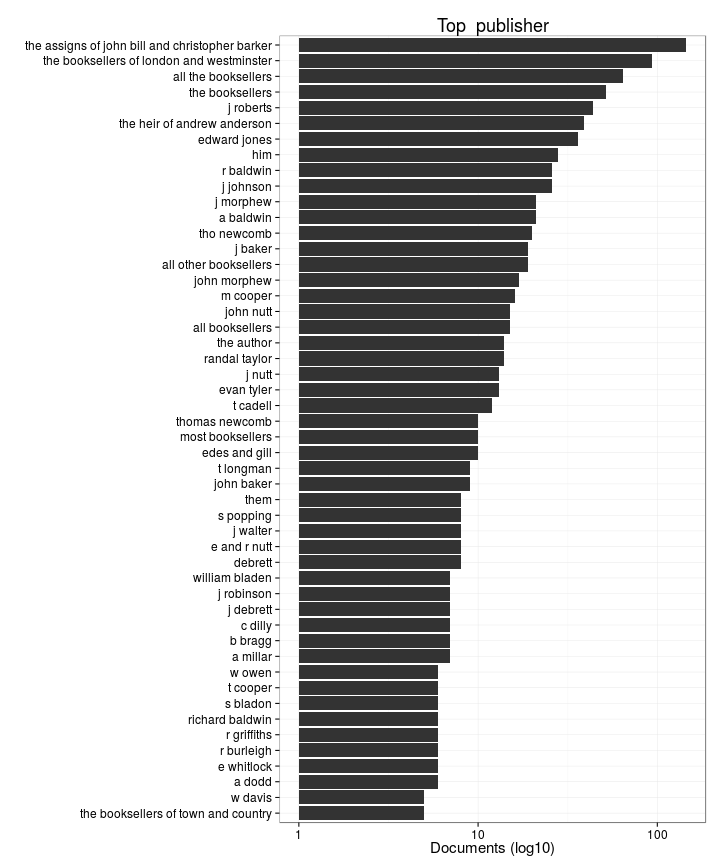 Top publisher
the assigns of john bill and christopher barker
the booksellers of london and westminster
all the booksellers
the booksellers
j roberts
the heir of andrew anderson
edward jones
him
r baldwin
j johnson
j morphew
a baldwin
tho newcomb
j baker
all other booksellers
john morphew
m cooper
john nutt
all booksellers
the author
randal taylor
j nutt
evan tyler
t cadell
thomas newcomb
most booksellers
edes and gill
t longman
john baker
them
s popping
j walter
e and r nutt
debrett
william bladen
j robinson
j debrett
c dilly
b bragg
a millar
w owen
t cooper
s bladon
richard baldwin
r griffiths
r burleigh
e whitlock
a dodd
w davis
the booksellers of town and country
1 10 100
Documents (log10)